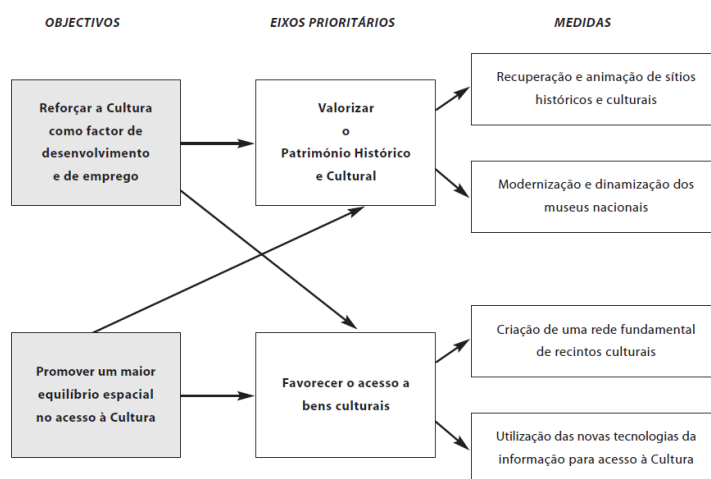 OBJECTIVOS
EIXOS PRIORITÁRIOS
MEDIDAS
Reforçar a Cultura
como factor de
desenvolvimento
e de emprego
Valorizar
o
Património Histórico
e Cultural
Recuperação e animação de sítios
históricos e culturais
Modernização e dinamização dos
museus nacionais
Promover um maior
equilíbrio espacial
no acesso à Cultura
Favorecer o acesso a
bens culturais
Criação de uma rede fundamental
de recintos culturais
Utilização das novas tecnologias da
informação para acesso à Cultura